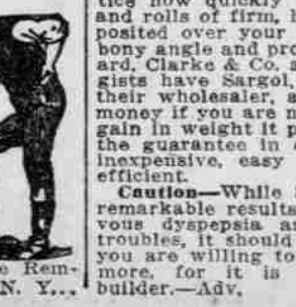 tice how quickly
and rolls of firm,
posited over your
bony angle and pro
ard, Clarke & Co.
gists have Sargol,
their wholesaler,
money if you are
gain in weight it p
the guarantee in
inexpensive, easy
efficient.
Caution—While
remarkable results
vous dyspepsia
troubles, it should
you are willing to
more, for it is
builder.—Adv.
e Rem-
N. Y...